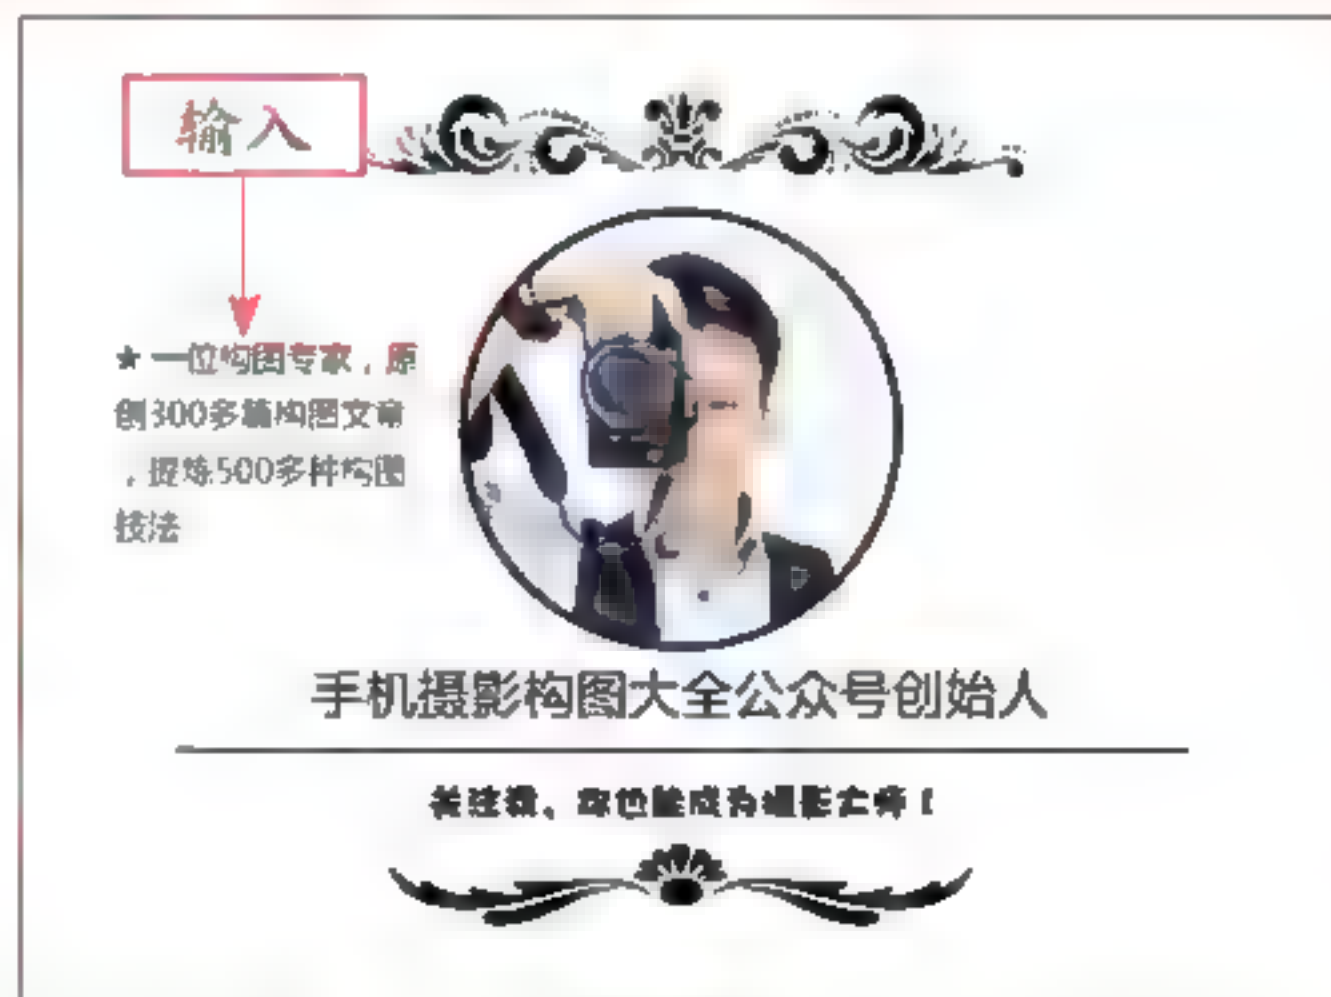 输入
★一位构图专家，原
创300多篇构图文章
，提炼500多种构图
技法
手机摄影构图大全公众号创始人
关注我，你也能成为摄影大师！